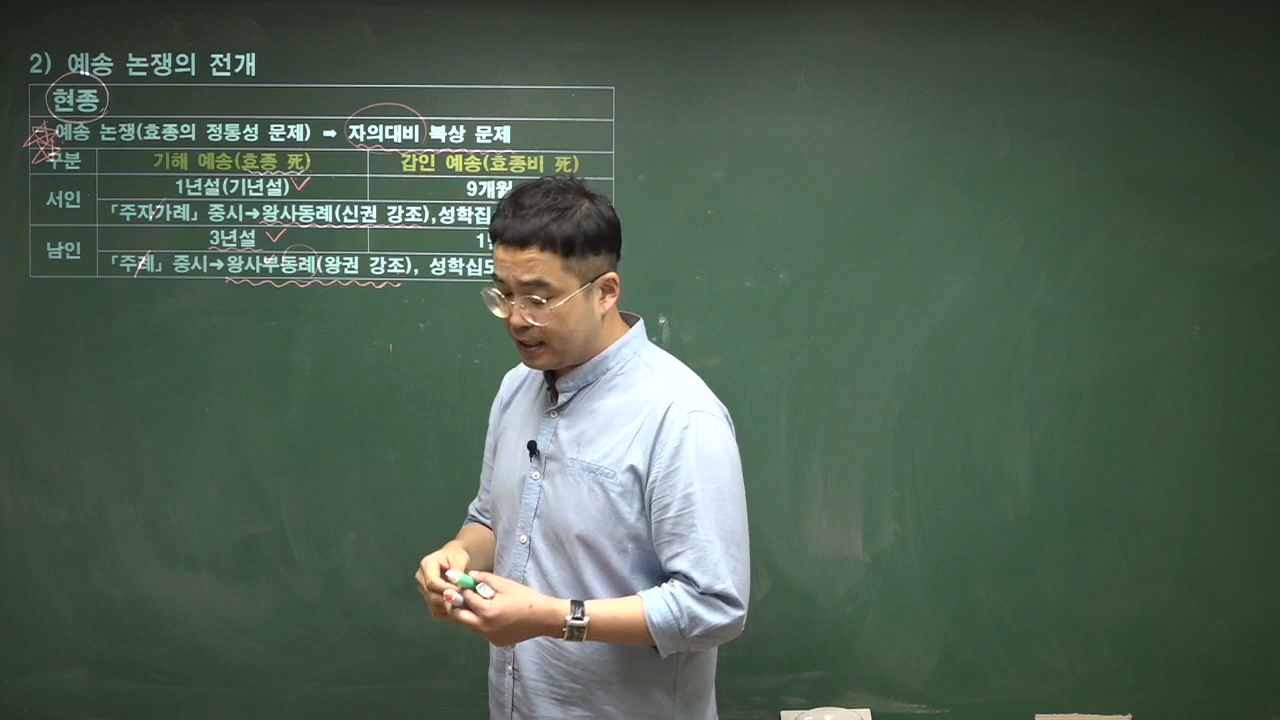 2) 예송 논쟁의 전개
현종
예송 논쟁(효종의 정통성 문제) ➡ 자의대비 복상 문제
구분 기해 예송(효종 死) 갑인 예송(효종비 死)
서인 1년설(기년설) 9개월
「주자가례」 중시→왕사동례(신권 강조),성학집
남인 3년설
「주례」 중시→왕사부동례(왕권 강조), 성학십